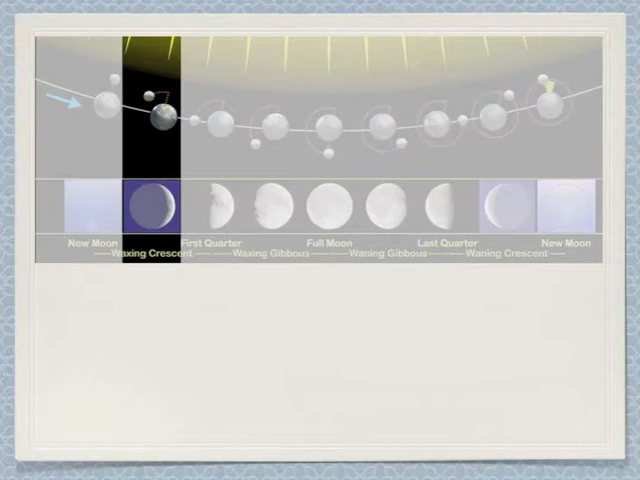 New Moon First Quarter Full Moon Last Quarter New Moon
Waxing Crescent Waxing Gibbous Waning Gibbous Waning Crescent